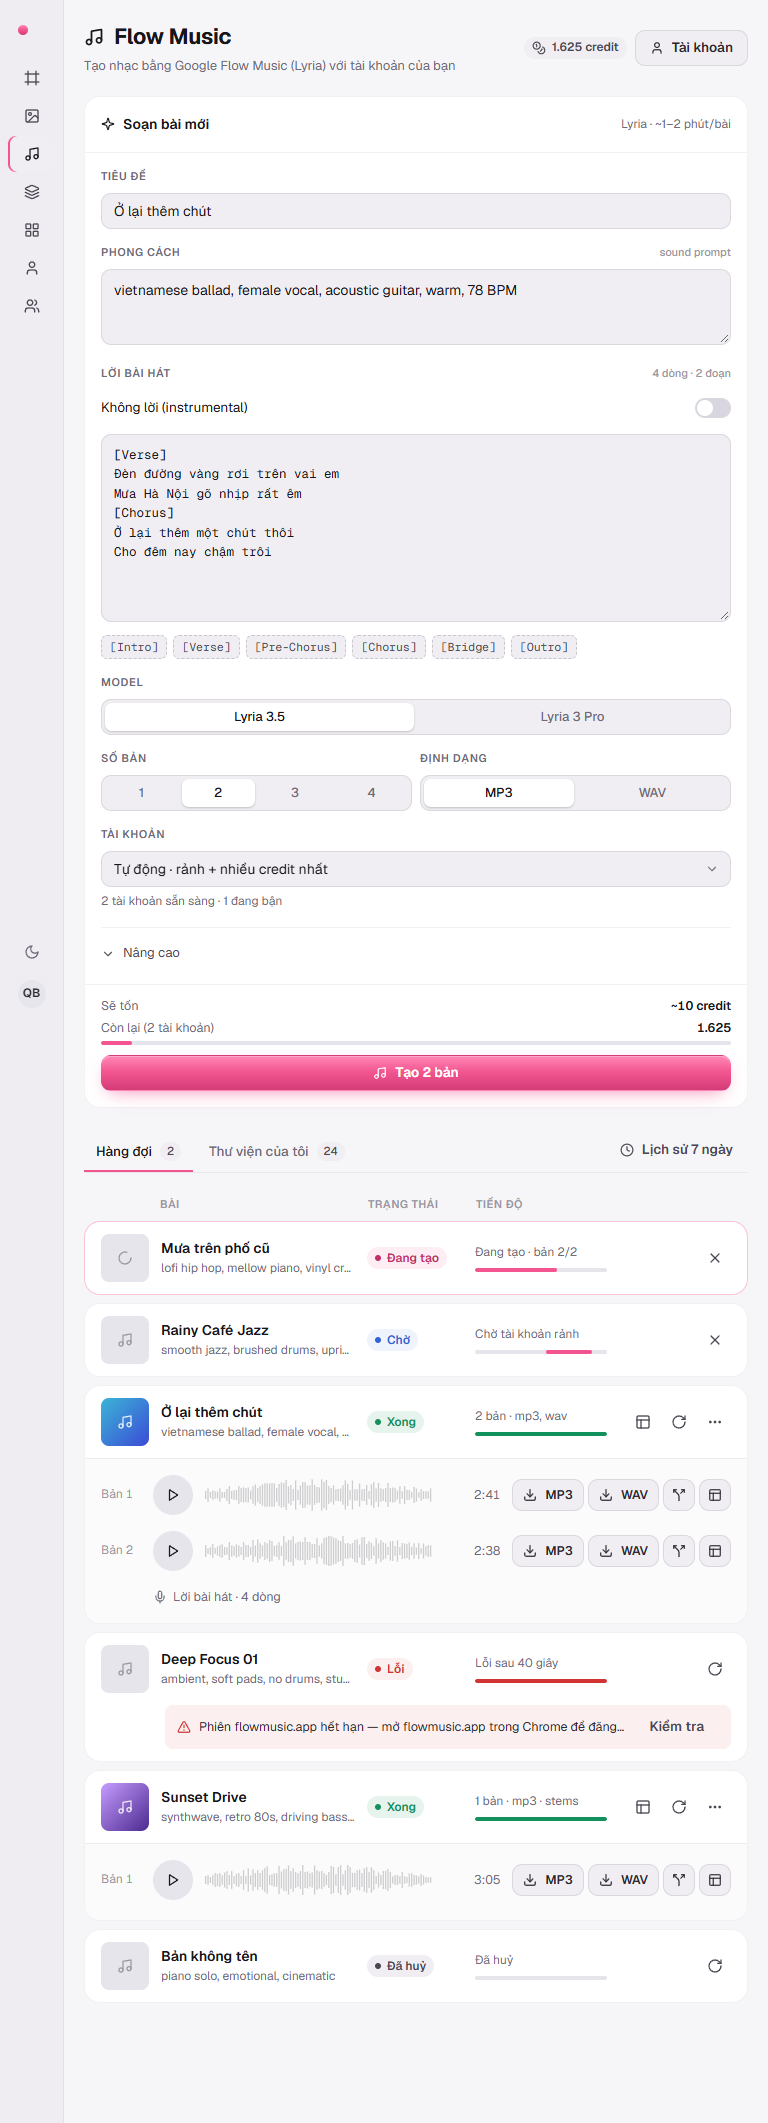 Flow Music
Tạo nhạc bằng Google Flow Music (Lyria) với tài khoản của bạn
1.625 credit
Tài khoản
Soạn bài mới
Lyria · ~1–2 phút/bài
TIÊU ĐỀ
Ở lại thêm chút
PHONG CÁCH
sound prompt
vietnamese ballad, female vocal, acoustic guitar, warm, 78 BPM
LỜI BÀI HÁT
4 dòng · 2 đoạn
Không lời (instrumental)
[Verse]
Đèn đường vàng rơi trên vai em
Mưa Hà Nội gõ nhịp rất êm
[Chorus]
Ở lại thêm một chút thôi
Cho đêm nay chậm trôi
[Intro] [Verse] [Pre-Chorus] [Chorus] [Bridge] [Outro]
MODEL
Lyria 3.5
Lyria 3 Pro
SỐ BẢN
ĐỊNH DẠNG
1 2 3 4
MP3 WAV
TÀI KHOẢN
Tự động · rảnh + nhiều credit nhất
2 tài khoản sẵn sàng · 1 đang bận
Nâng cao
QB
Sẽ tốn
~10 credit
Còn lại (2 tài khoản)
1.625
Tạo 2 bản
Hàng đợi 2
Thư viện của tôi 24
Lịch sử 7 ngày
BÀI
TRẠNG THÁI
TIẾN ĐỘ
Mưa trên phố cũ
lofi hip hop, mellow piano, vinyl cr...
Đang tạo
Đang tạo · bản 2/2
Rainy Café Jazz
smooth jazz, brushed drums, upri...
Chờ
Chờ tài khoản rảnh
Ở lại thêm chút
vietnamese ballad, female vocal, ...
Xong
2 bản · mp3, wav
Bản 1
2:41
MP3
WAV
Bản 2
2:38
MP3
WAV
Lời bài hát · 4 dòng
Deep Focus 01
ambient, soft pads, no drums, stu...
Lỗi
Lỗi sau 40 giây
Phiên flowmusic.app hết hạn — mở flowmusic.app trong Chrome để đăng...
Kiểm tra
Sunset Drive
synthwave, retro 80s, driving bass...
Xong
1 bản · mp3 · stems
Bản 1
3:05
MP3
WAV
Bản không tên
piano solo, emotional, cinematic
Đã huỷ
Đã huỷ